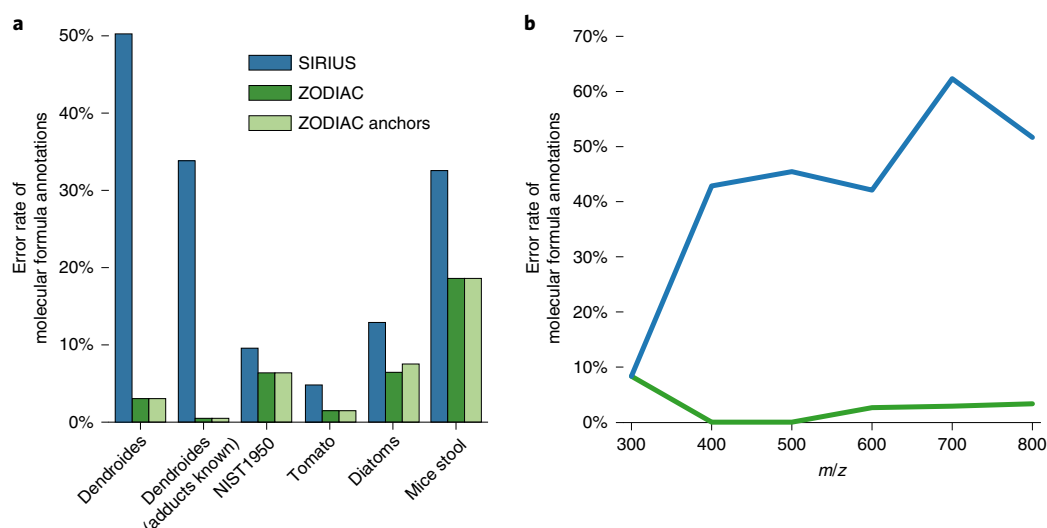 a
Error rate of
molecular formula annotations
50%
40%
30%
20%
10%
0%
SIRIUS
ZODIAC
ZODIAC anchors
Dendroides
Dendroides
(adducts known)
NIST1950
Tomato
Diatoms
Mice stool
b
Error rate of
molecular formula annotations
70%
60%
50%
40%
30%
20%
10%
0%
300 400 500 600 700 800
m/z